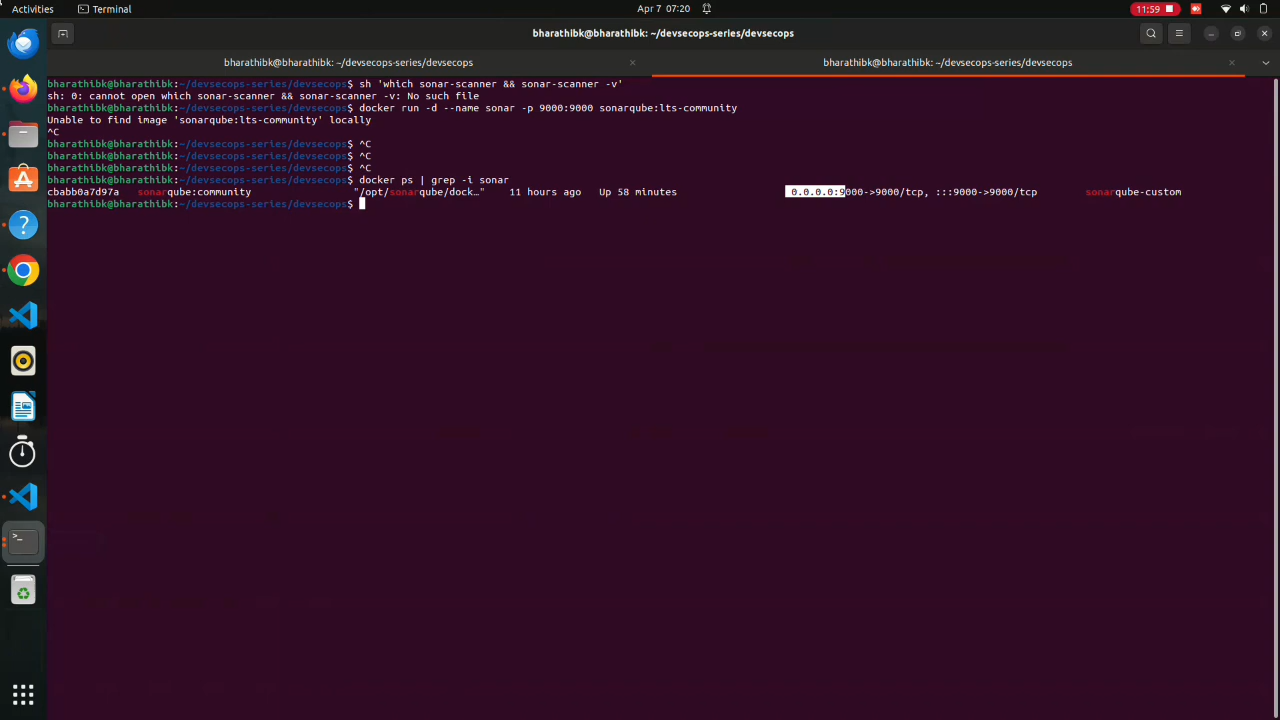 Activities
Terminal
Apr 7 07:20
11:59
bharathibk@bharathibk: ~/devsecops-series/devsecops
bharathibk@bharathibk: ~/devsecops-series/devsecops
bharathibk@bharathibk: ~/devsecops-series/devsecops
bharathibk@bharathibk:~/devsecops-series/devsecops$ sh 'which sonar-scanner && sonar-scanner -v'
sh: 0: cannot open which sonar-scanner && sonar-scanner -v: No such file
bharathibk@bharathibk:~/devsecops-series/devsecops$ docker run -d --name sonar -p 9000:9000 sonarqube:lts-community
Unable to find image 'sonarqube:lts-community' locally
^C
bharathibk@bharathibk:~/devsecops-series/devsecops$ ^C
bharathibk@bharathibk:~/devsecops-series/devsecops$ ^C
bharathibk@bharathibk:~/devsecops-series/devsecops$ ^C
bharathibk@bharathibk:~/devsecops-series/devsecops$ docker ps | grep -i sonar
cbabb0a7d97a sonarqube:community "/opt/sonarqube/dock…" 11 hours ago Up 58 minutes 0.0.0.0:9000->9000/tcp, :::9000->9000/tcp sonarqube-custom
bharathibk@bharathibk:~/devsecops-series/devsecops$